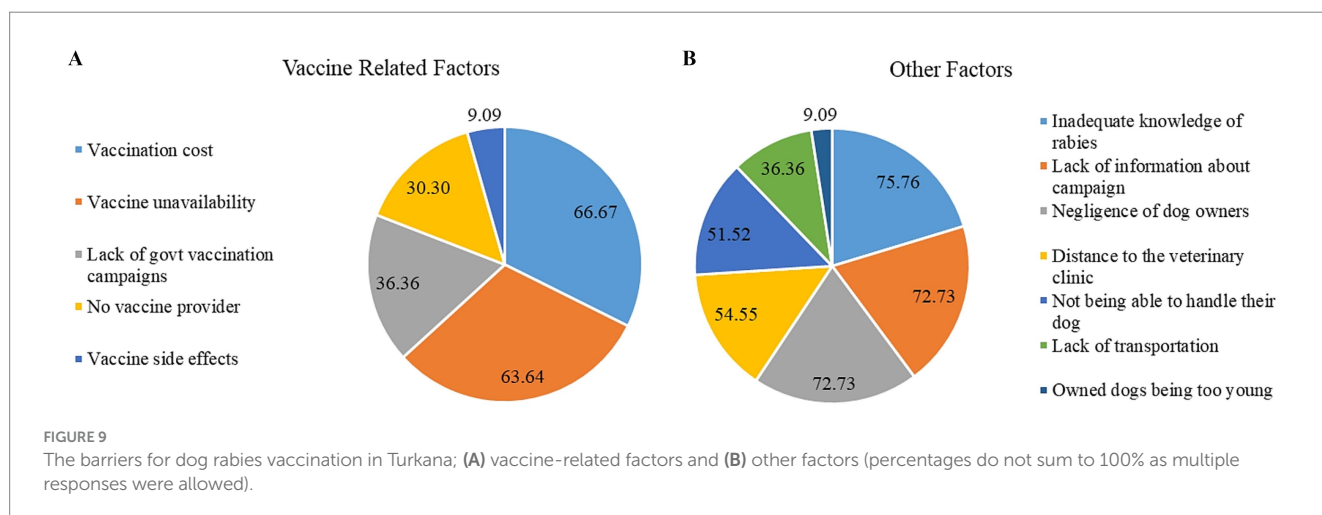 A
Vaccine Related Factors
9.09
Vaccination cost
Vaccine unavailability
Lack of govt vaccination
campaigns
No vaccine provider
Vaccine side effects
30.30
66.67
36.36
63.64
B
Other Factors
9.09
36.36
75.76
51.52
72.73
54.55
72.73
Inadequate knowledge of
rabies
Lack of information about
campaign
Negligence of dog owners
Distance to the veterinary
clinic
Not being able to handle their
dog
Lack of transportation
Owned dogs being too young
FIGURE 9
The barriers for dog rabies vaccination in Turkana; (A) vaccine-related factors and (B) other factors (percentages do not sum to 100% as multiple
responses were allowed).